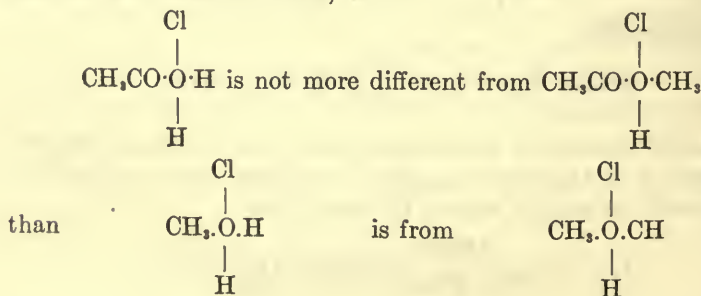 Cl Cl
| |
CH₃CO·O·H is not more different from CH₃CO·O·CH₃
| |
H H
Cl Cl
| |
than CH₃.O.H is from CH₃.O.CH
| |
H H